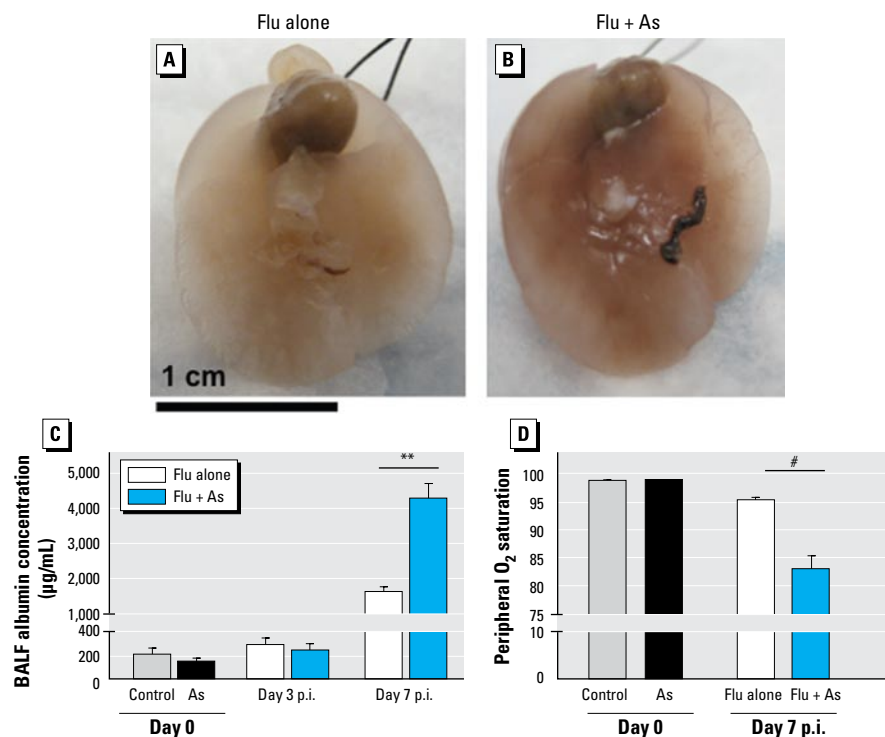 Flu alone
Flu + As
A
B
1 cm
C
D
BALF albumin concentration
(µg/mL)
5,000
4,000
3,000
2,000
1,000
400
200
0
Flu alone
Flu + As
**
Control
As
Day 3 p.i.
Day 7 p.i.
Day 0
Peripheral O₂ saturation
100
95
90
85
80
75
10
0
#
Control
As
Flu alone
Flu + As
Day 0
Day 7 p.i.